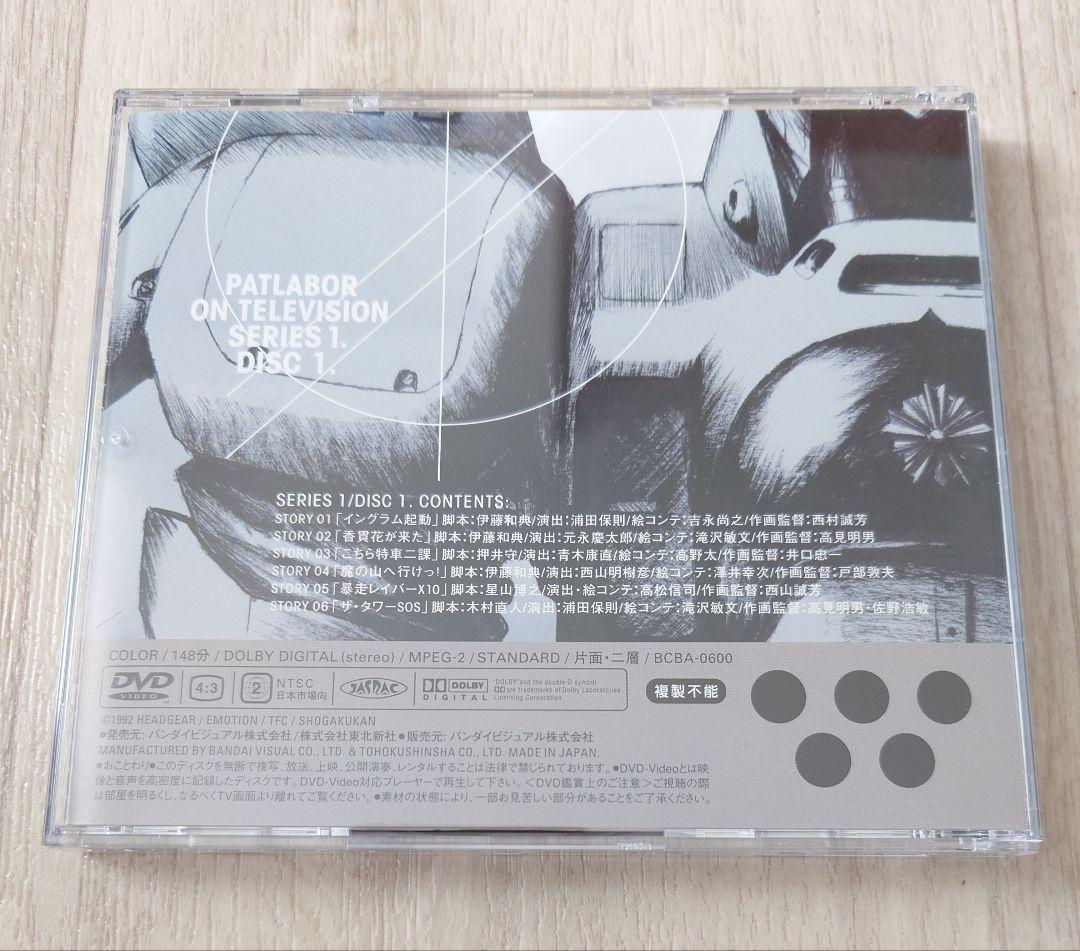 PATLABOR
ON TELEVISION
SERIES 1.
DISC 1.
SERIES 1/DISC 1. CONTENTS:
STORY 01「イングラム起動」脚本:伊藤和典/演出:浦田保則/絵コンテ:吉永尚之/作画監督:西村誠芳
STORY 02「香貫花が来た」脚本:伊藤和典/演出:元永慶太郎/絵コンテ:滝沢敏文/作画監督:高見明男
STORY 03「こちら特車二課」脚本:押井守/演出:青木康直/絵コンテ:高野太/作画監督:井口忠一
STORY 04「魔の山へ行けっ!」脚本:伊藤和典/演出:西山明樹彦/絵コンテ:澤井幸次/作画監督:戸部敦夫
STORY 05「暴走レイバーX10」脚本:星山博之/演出・絵コンテ:高松信司/作画監督:西山誠芳
STORY 06「ザ・タワーSOS」脚本:木村直人/演出:浦田保則/絵コンテ:滝沢敏文/作画監督:高見明男・佐野浩敏
COLOR / 148分 / DOLBY DIGITAL (stereo) / MPEG-2 / STANDARD / 片面・二層 / BCBA-0600
DVD VIDEO
4:3
2
NTSC
日本市場向
JASRAC
DOLBY DIGITAL
"DOLBY" and the double-D symbol
are trademarks of Dolby Laboratories
Licensing Corporation
複製不能
©1992 HEADGEAR / EMOTION / TFC / SHOGAKUKAN
●発売元: バンダイビジュアル株式会社/株式会社東北新社 ●販売元: バンダイビジュアル株式会社
MANUFACTURED BY BANDAI VISUAL CO., LTD. & TOHOKUSHINSHA CO., LTD. MADE IN JAPAN.
●おことわり●このディスクを無断で複写、放送、上映、公開演奏、レンタルすることは法律で禁じられております。●DVD-Videoとは映
像と音声を高密度に記録したディスクです。DVD-Video対応プレーヤーで再生して下さい。<DVD鑑賞上のご注意>ご視聴の際
は部屋を明るくし、なるべくTV画面より離れてご覧ください。●素材の状態により、一部お見苦しい部分があることをご了承ください。